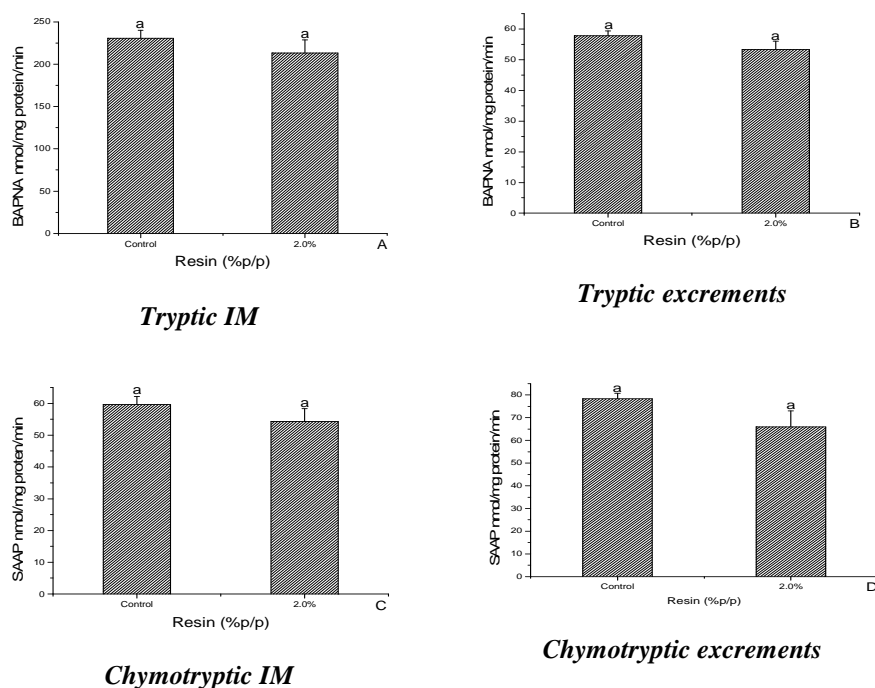 250
200
150
100
50
0
BAPNA nmol/mg protein/min
a
a
Control
2.0%
A
Resin (%p/p)
Tryptic IM
60
50
40
30
20
10
0
BAPNA nmol/mg protein/min
a
a
Control
2.0%
B
Resin (%p/p)
Tryptic excrements
60
50
40
30
20
10
0
SAAP nmol/mg proten/min
a
a
Control
2.0%
C
Resin (%p/p)
Chymotryptic IM
80
70
60
50
40
30
20
10
0
SAAP nmol/mg protein/min
a
a
Control
2.0%
D
Resin (%p/p)
Chymotryptic excrements